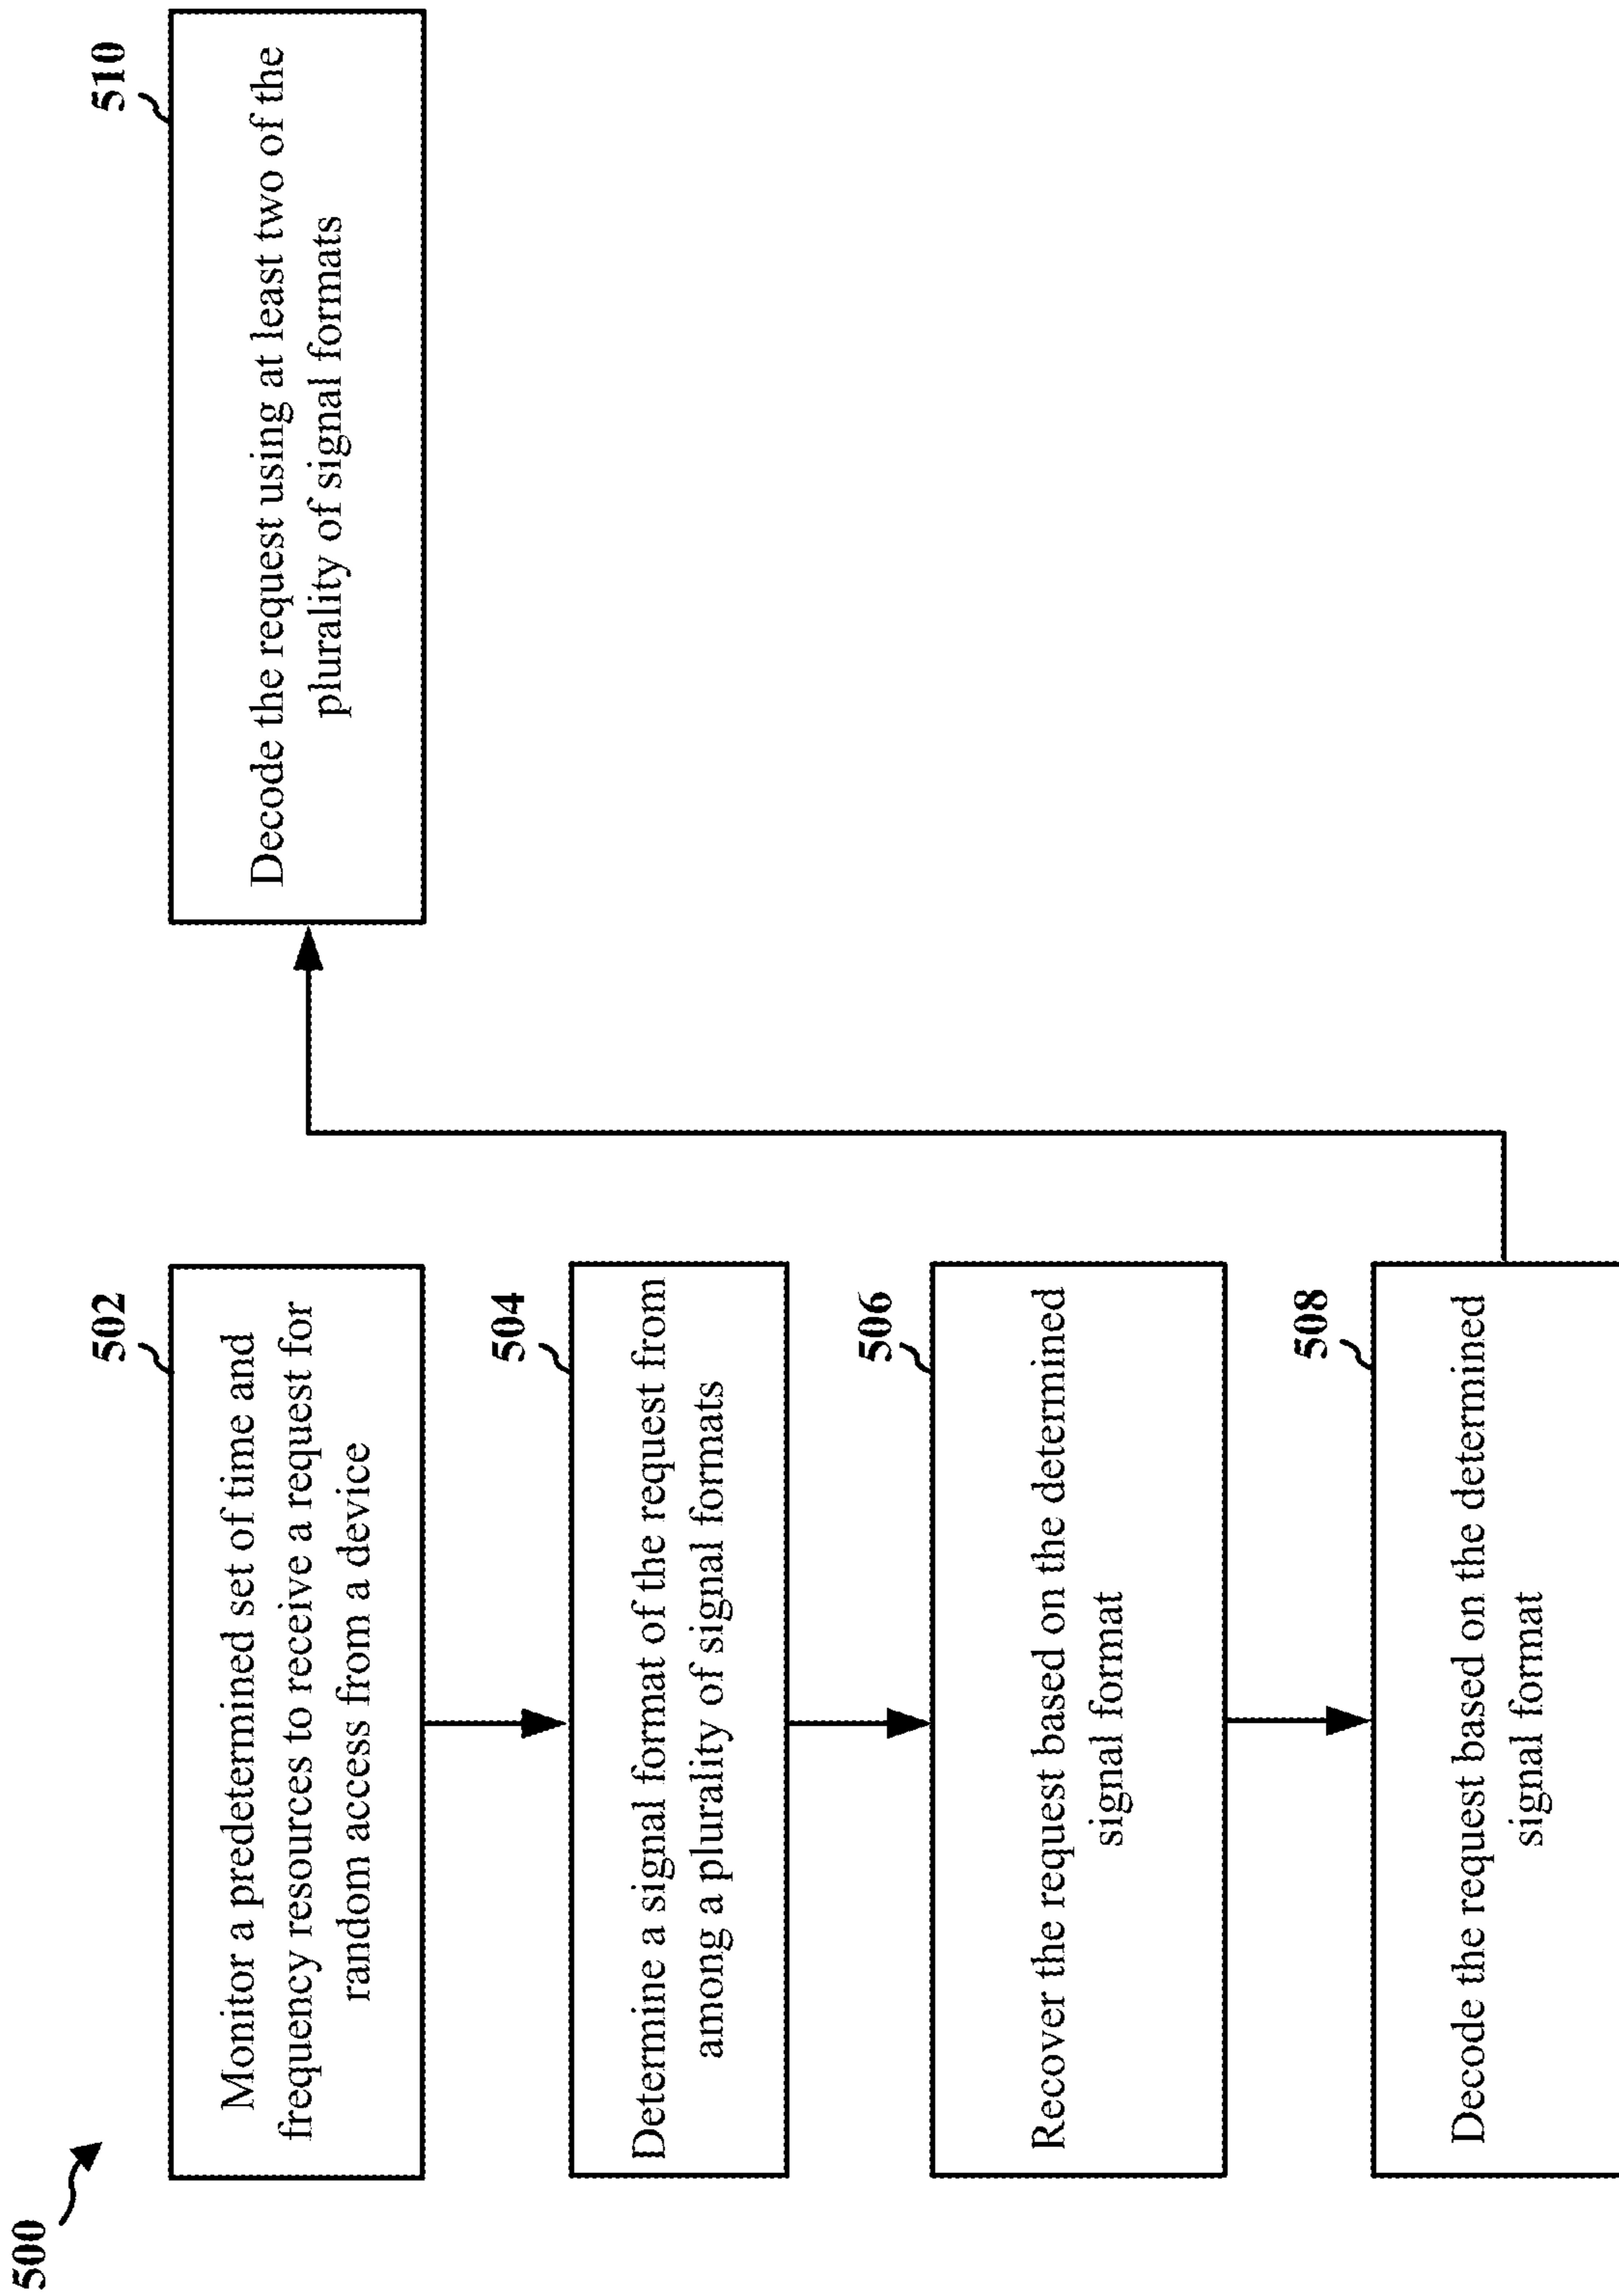 500
502
Monitor a predetermined set of time and
frequency resources to receive a request for
random access from a device
504
Determine a signal format of the request from
among a plurality of signal formats
506
Recover the request based on the determined
signal format
508
Decode the request based on the determined
signal format
510
Decode the request using at least two of the
plurality of signal formats